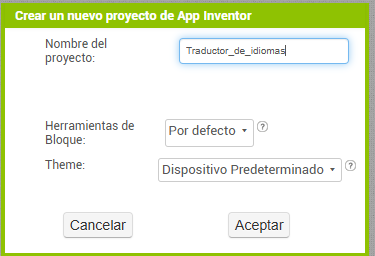 Crear un nuevo proyecto de App Inventor
Nombre del
proyecto:
Traductor_de_idiomas
Herramientas de
Bloque:
Por defecto
?
Theme:
Dispositivo Predeterminado
?
Cancelar
Aceptar